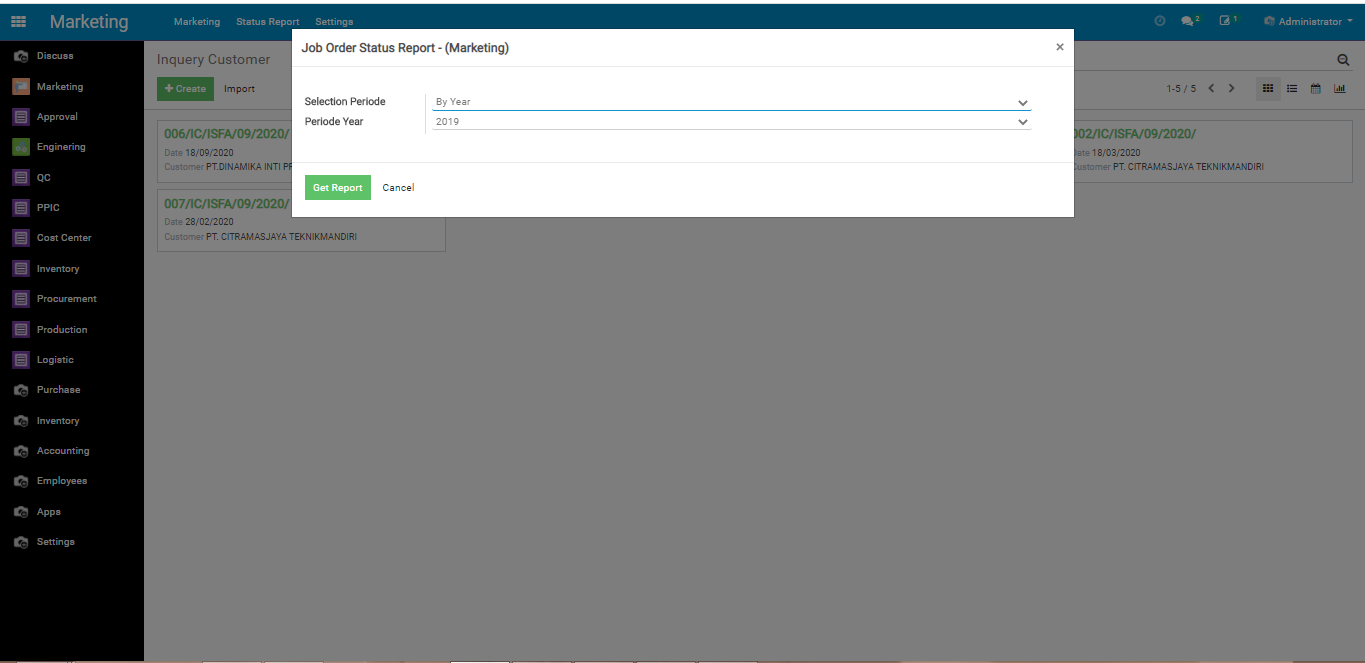 Marketing
Marketing Status Report Settings
2
1
Administrator
Discuss
Marketing
Approval
Enginering
QC
PPIC
Cost Center
Inventory
Procurement
Production
Logistic
Purchase
Inventory
Accounting
Employees
Apps
Settings
Inquery Customer
+ Create Import
1-5 / 5
Job Order Status Report - (Marketing)
×
Selection Periode By Year
Periode Year 2019
Get Report Cancel
006/IC/ISFA/09/2020/
Date 18/09/2020
Customer PT.DINAMIKA INTI
002/IC/ISFA/09/2020/
Date 18/03/2020
Customer PT. CITRAMASJAYA TEKNIKMANDIRI
007/IC/ISFA/09/2020/
Date 28/02/2020
Customer PT. CITRAMASJAYA TEKNIKMANDIRI